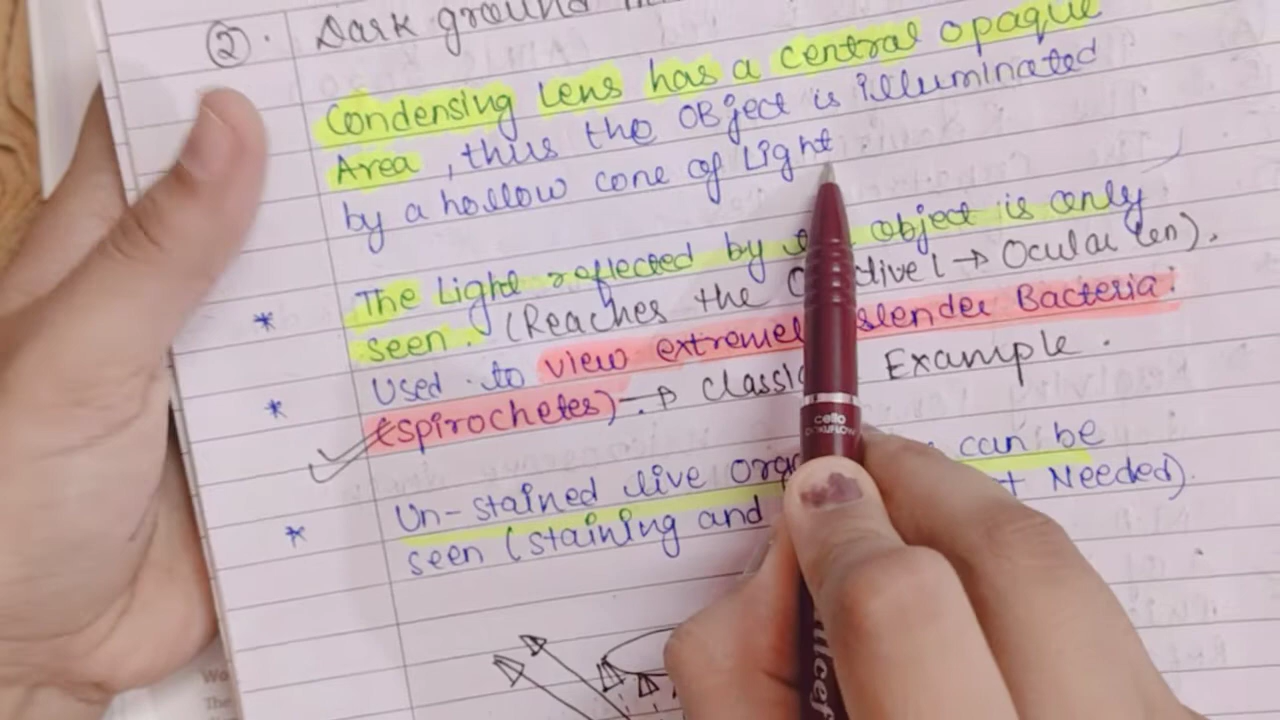 ② · Dark ground
Condensing Lens has a central opaque
Area , thus the OBject is illuminated
by a hollow cone of Light
* The Light reflected by object is only
seen . (Reaches the → Ocular len) .
* Used to view slender Bacteria .
(spirochetes) → Example .
* Un-stained live can be
seen (staining and Needed) .
cello